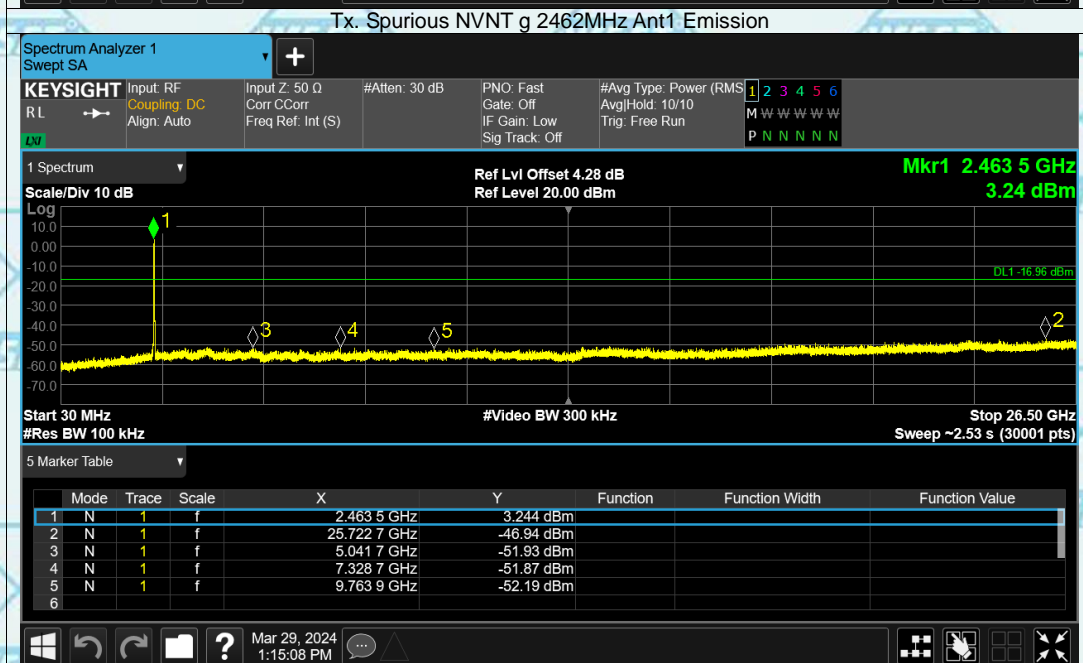 Tx. Spurious NVNT g 2462MHz Ant1 Emission
Spectrum Analyzer 1
Swept SA
+
KEYSIGHT
RL
LXI
Input: RF
Coupling: DC
Align: Auto
Input Z: 50 Ω
Corr CCorr
Freq Ref: Int (S)
#Atten: 30 dB
PNO: Fast
Gate: Off
IF Gain: Low
Sig Track: Off
#Avg Type: Power (RMS
Avg|Hold: 10/10
Trig: Free Run
1 2 3 4 5 6
M W W W W W
P N N N N N
1 Spectrum
Scale/Div 10 dB
Log
Ref Lvl Offset 4.28 dB
Ref Level 20.00 dBm
Mkr1 2.463 5 GHz
3.24 dBm
10.0
0.00
-10.0
-20.0
-30.0
-40.0
-50.0
-60.0
-70.0
1
3
4
5
2
DL1 -16.96 dBm
Start 30 MHz
#Video BW 300 kHz
Stop 26.50 GHz
#Res BW 100 kHz
Sweep ~2.53 s (30001 pts)
5 Marker Table
Mode Trace Scale X Y Function Function Width Function Value
1 N 1 f 2.463 5 GHz 3.244 dBm
2 N 1 f 25.722 7 GHz -46.94 dBm
3 N 1 f 5.041 7 GHz -51.93 dBm
4 N 1 f 7.328 7 GHz -51.87 dBm
5 N 1 f 9.763 9 GHz -52.19 dBm
6
?
Mar 29, 2024
1:15:08 PM